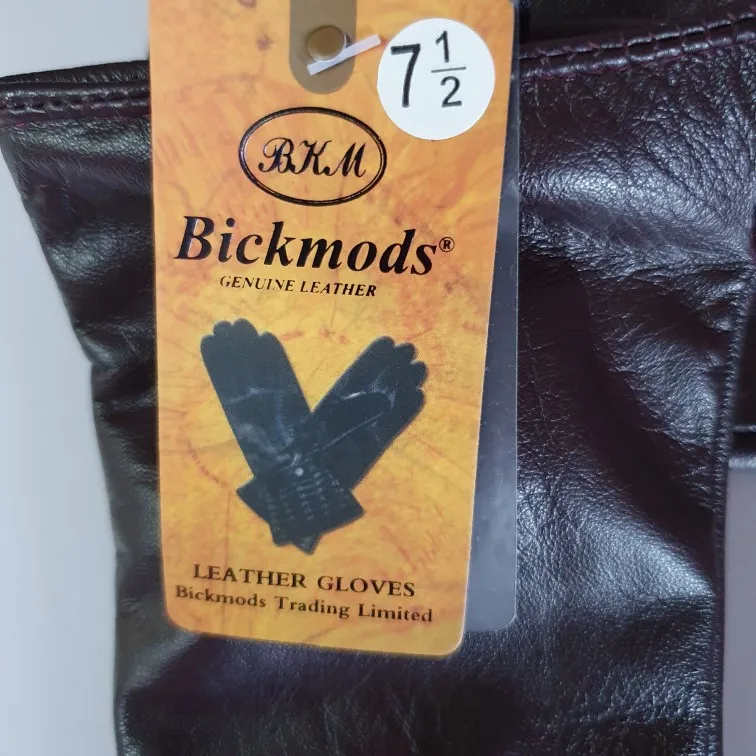 7 1/2
BKM
Bickmods®
GENUINE LEATHER
LEATHER GLOVES
Bickmods Trading Limited